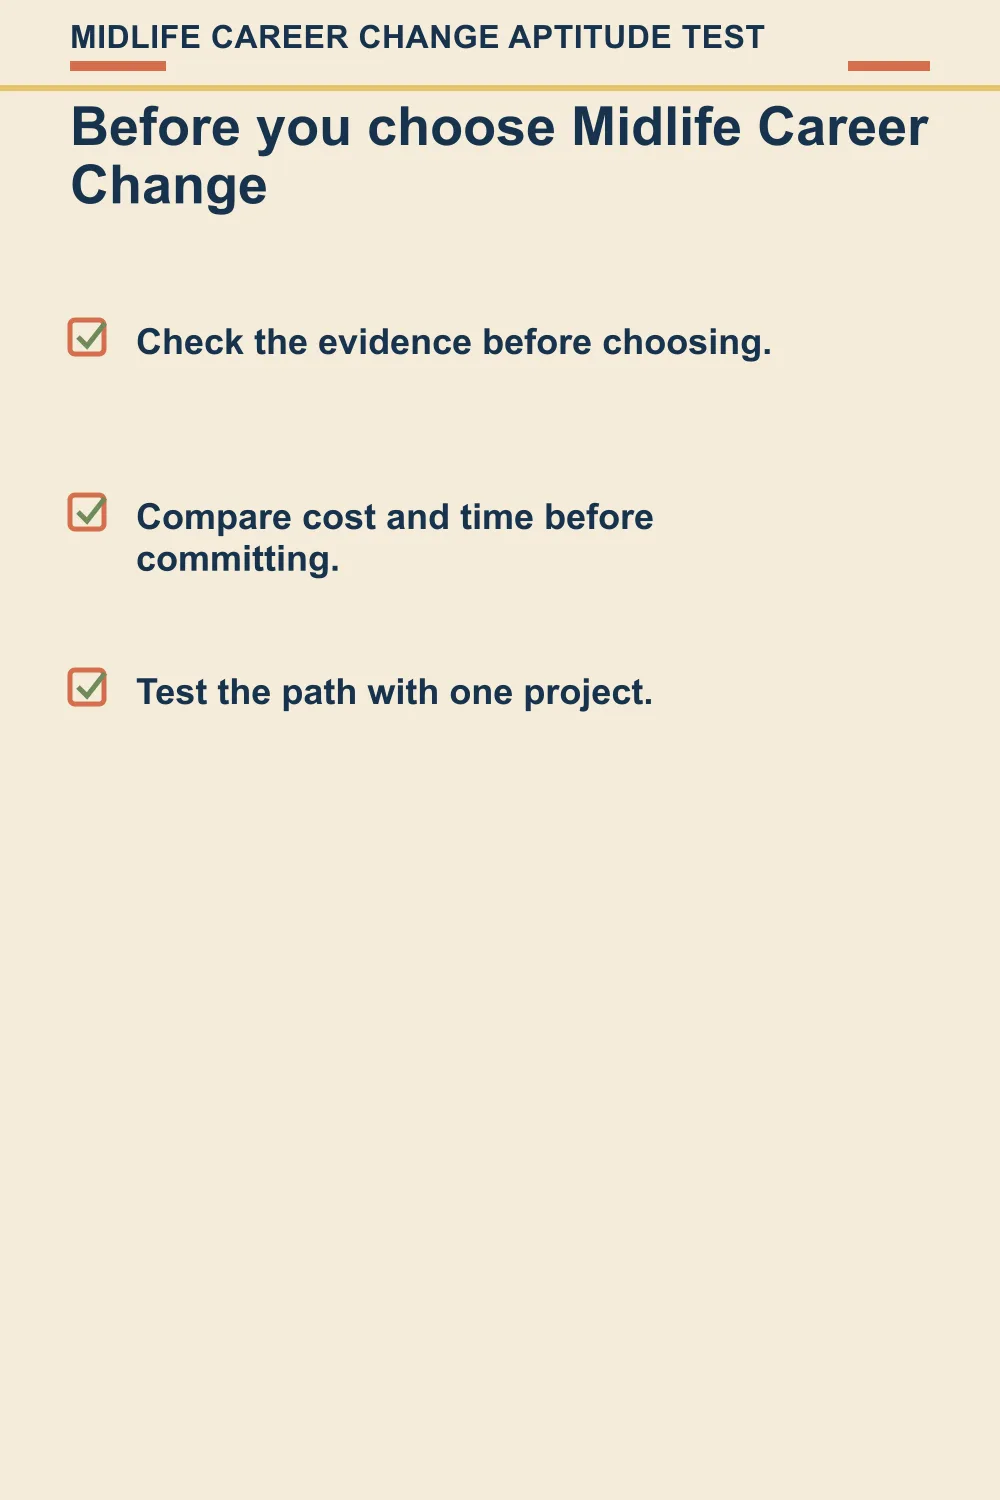 MIDLIFE CAREER CHANGE APTITUDE TEST
Before you choose Midlife Career
Change
Check the evidence before choosing.
Compare cost and time before
committing.
Test the path with one project.